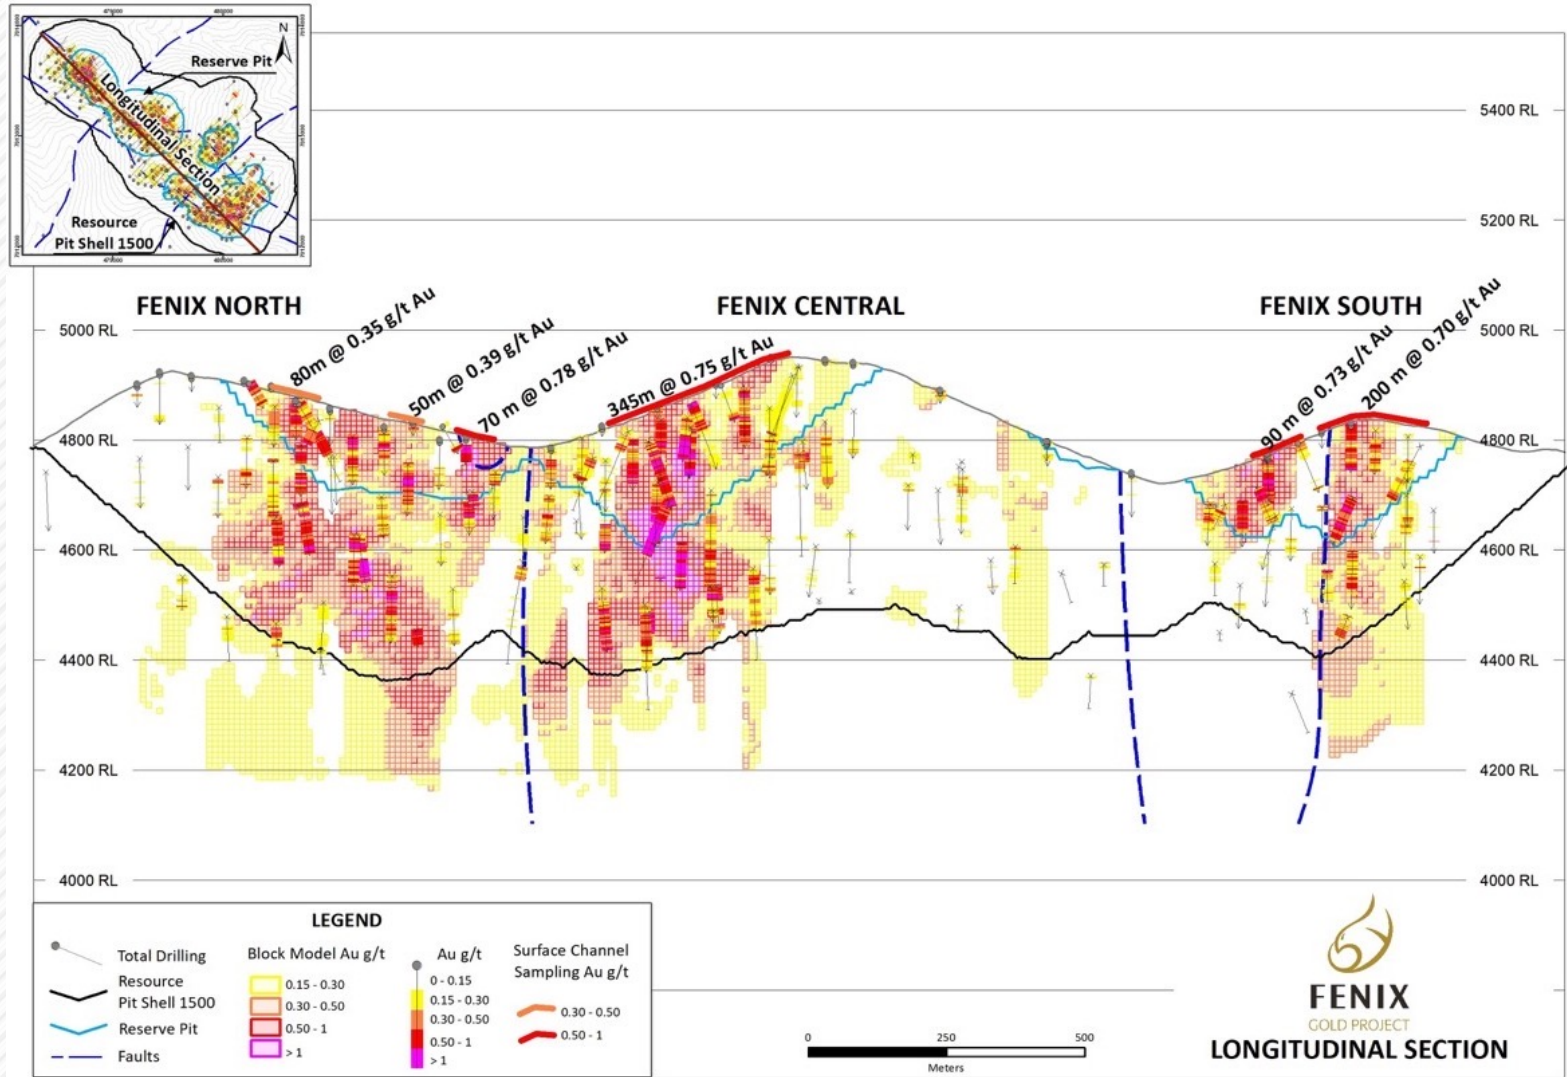 N
Reserve Pit
Longitudinal Section
Resource
Pit Shell 1500
5400 RL
5200 RL
FENIX NORTH
FENIX CENTRAL
FENIX SOUTH
5000 RL
5000 RL
80m @ 0.35 g/t Au
50m @ 0.39 g/t Au
70 m @ 0.78 g/t Au
345m @ 0.75 g/t Au
90 m @ 0.73 g/t Au
200 m @ 0.70 g/t Au
4800 RL
4800 RL
4600 RL
4600 RL
4400 RL
4400 RL
4200 RL
4200 RL
4000 RL
4000 RL
LEGEND
Total Drilling
Resource
Pit Shell 1500
Reserve Pit
Faults
Block Model Au g/t
0.15 - 0.30
0.30 - 0.50
0.50 - 1
> 1
Au g/t
0 - 0.15
0.15 - 0.30
0.30 - 0.50
0.50 - 1
> 1
Surface Channel
Sampling Au g/t
0.30 - 0.50
0.50 - 1
0 250 500
Meters
FENIX
GOLD PROJECT
LONGITUDINAL SECTION